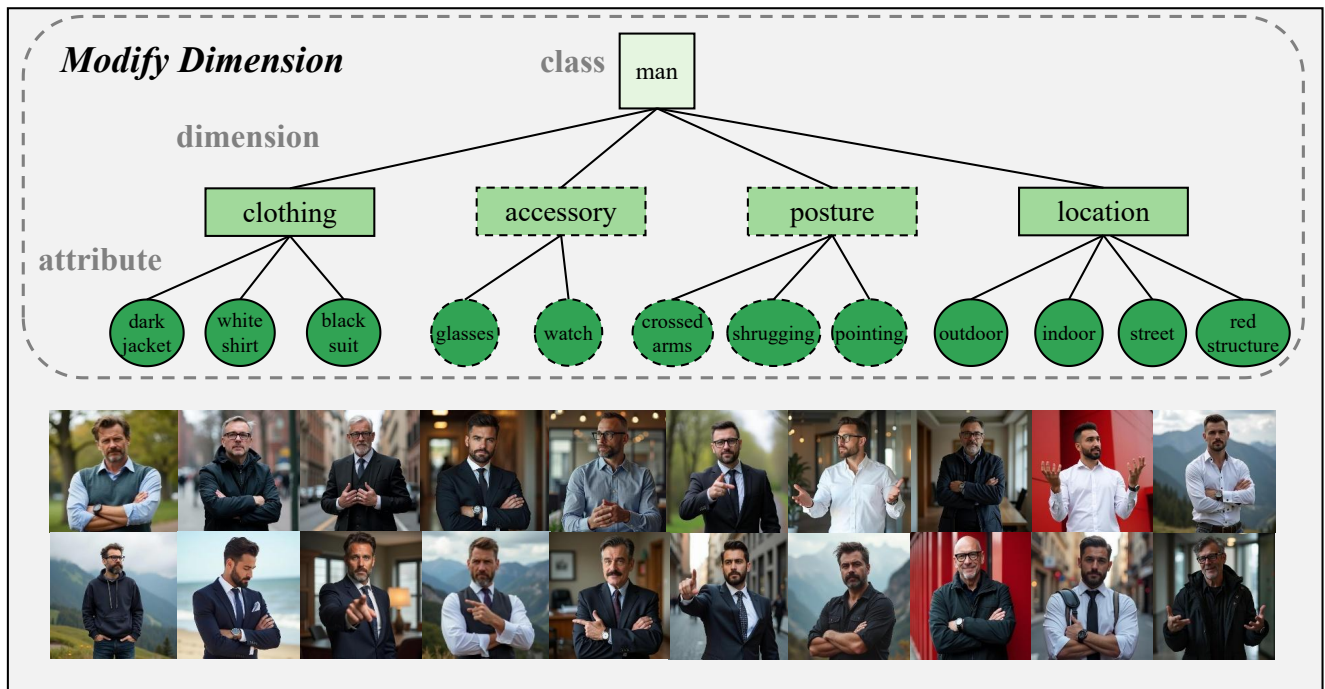 Modify Dimension
class
man
dimension
clothing
accessory
posture
location
attribute
dark
jacket
white
shirt
black
suit
glasses
watch
crossed
arms
shrugging
pointing
outdoor
indoor
street
red
structure